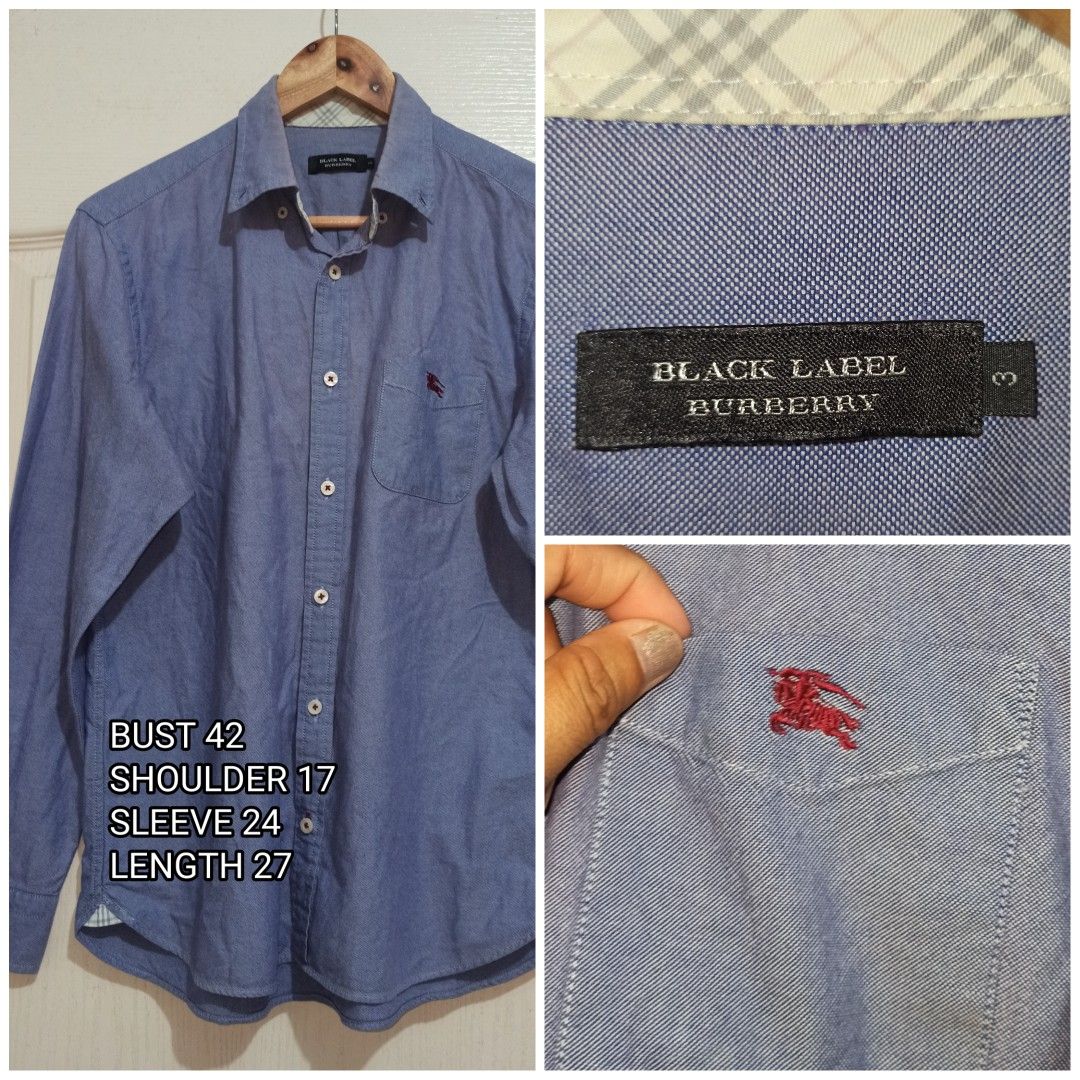 BLACK LABEL
BURBERRY
BUST 42
SHOULDER 17
SLEEVE 24
LENGTH 27
BLACK LABEL
BURBERRY
3